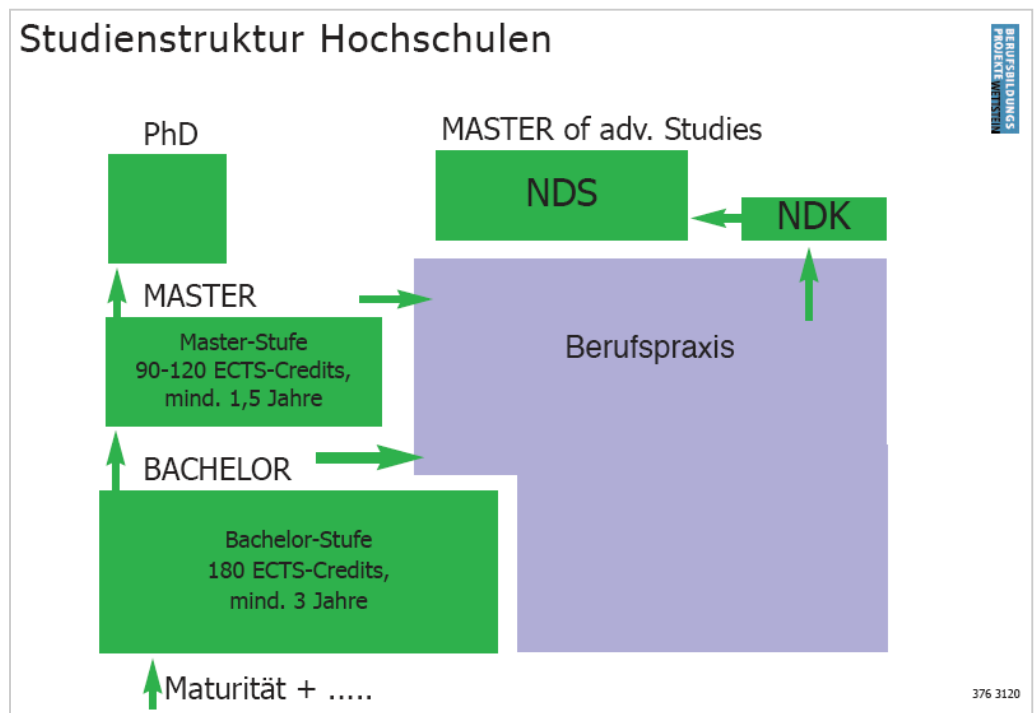 Studienstruktur Hochschulen
BERUFSBILDUNGS
PROJEKTE WETTSTEIN
PhD
MASTER of adv. Studies
NDS
NDK
MASTER
Master-Stufe
90-120 ECTS-Credits,
mind. 1,5 Jahre
Berufspraxis
BACHELOR
Bachelor-Stufe
180 ECTS-Credits,
mind. 3 Jahre
Maturität + .....
376 3120